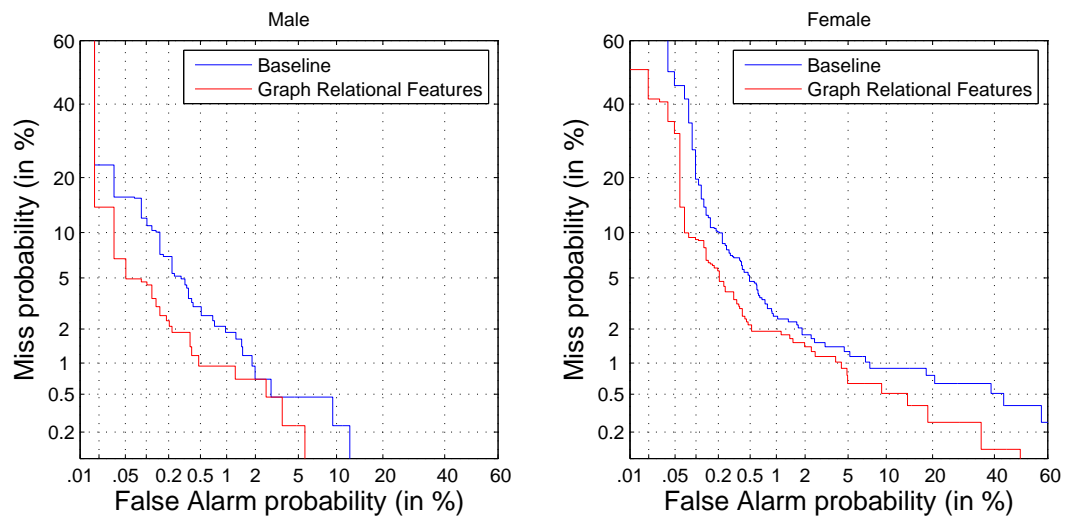 Male
60
40
20
10
5
2
1
0.5
0.2
Miss probability (in %)
Baseline
Graph Relational Features
.01 .05 0.2 0.5 1 2 5 10 20 40 60
False Alarm probability (in %)
Female
60
40
20
10
5
2
1
0.5
0.2
Miss probability (in %)
Baseline
Graph Relational Features
.01 .05 0.2 0.5 1 2 5 10 20 40 60
False Alarm probability (in %)